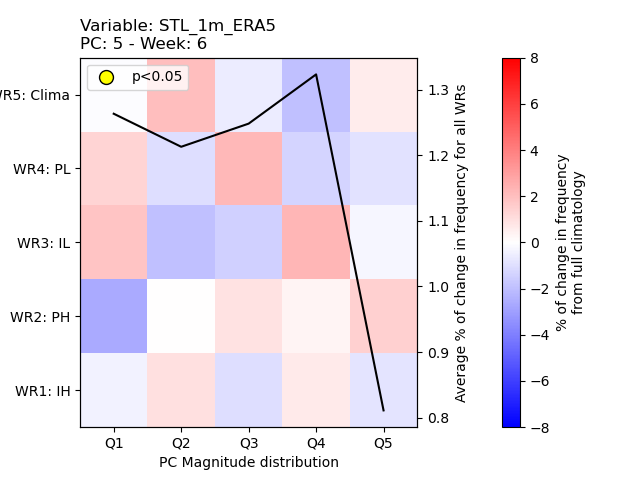 Variable: STL_1m_ERA5
PC: 5 - Week: 6
p<0.05
R5: Clima
WR4: PL
WR3: IL
WR2: PH
WR1: IH
Q1 Q2 Q3 Q4 Q5
PC Magnitude distribution
1.3
1.2
1.1
1.0
0.9
0.8
Average % of change in frequency for all WRs
8
6
4
2
0
−2
−4
−6
−8
% of change in frequency
from full climatology